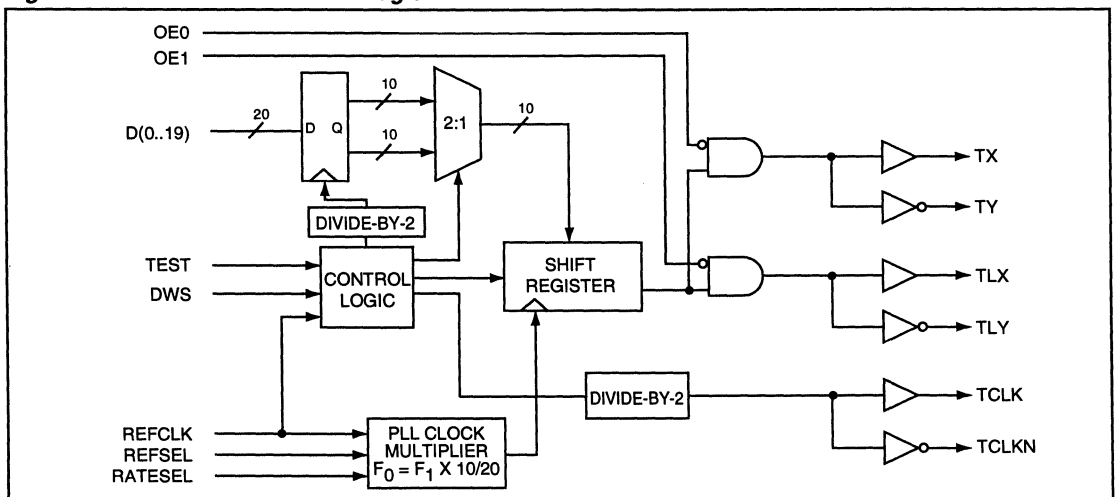 OE0
OE1
D(0..19)
20
D Q
10
10
2:1
10
DIVIDE-BY-2
TEST
DWS
CONTROL
LOGIC
SHIFT
REGISTER
DIVIDE-BY-2
REFCLK
REFSEL
RATESEL
PLL CLOCK
MULTIPLIER
F0 = F1 X 10/20
TX
TY
TLX
TLY
TCLK
TCLKN